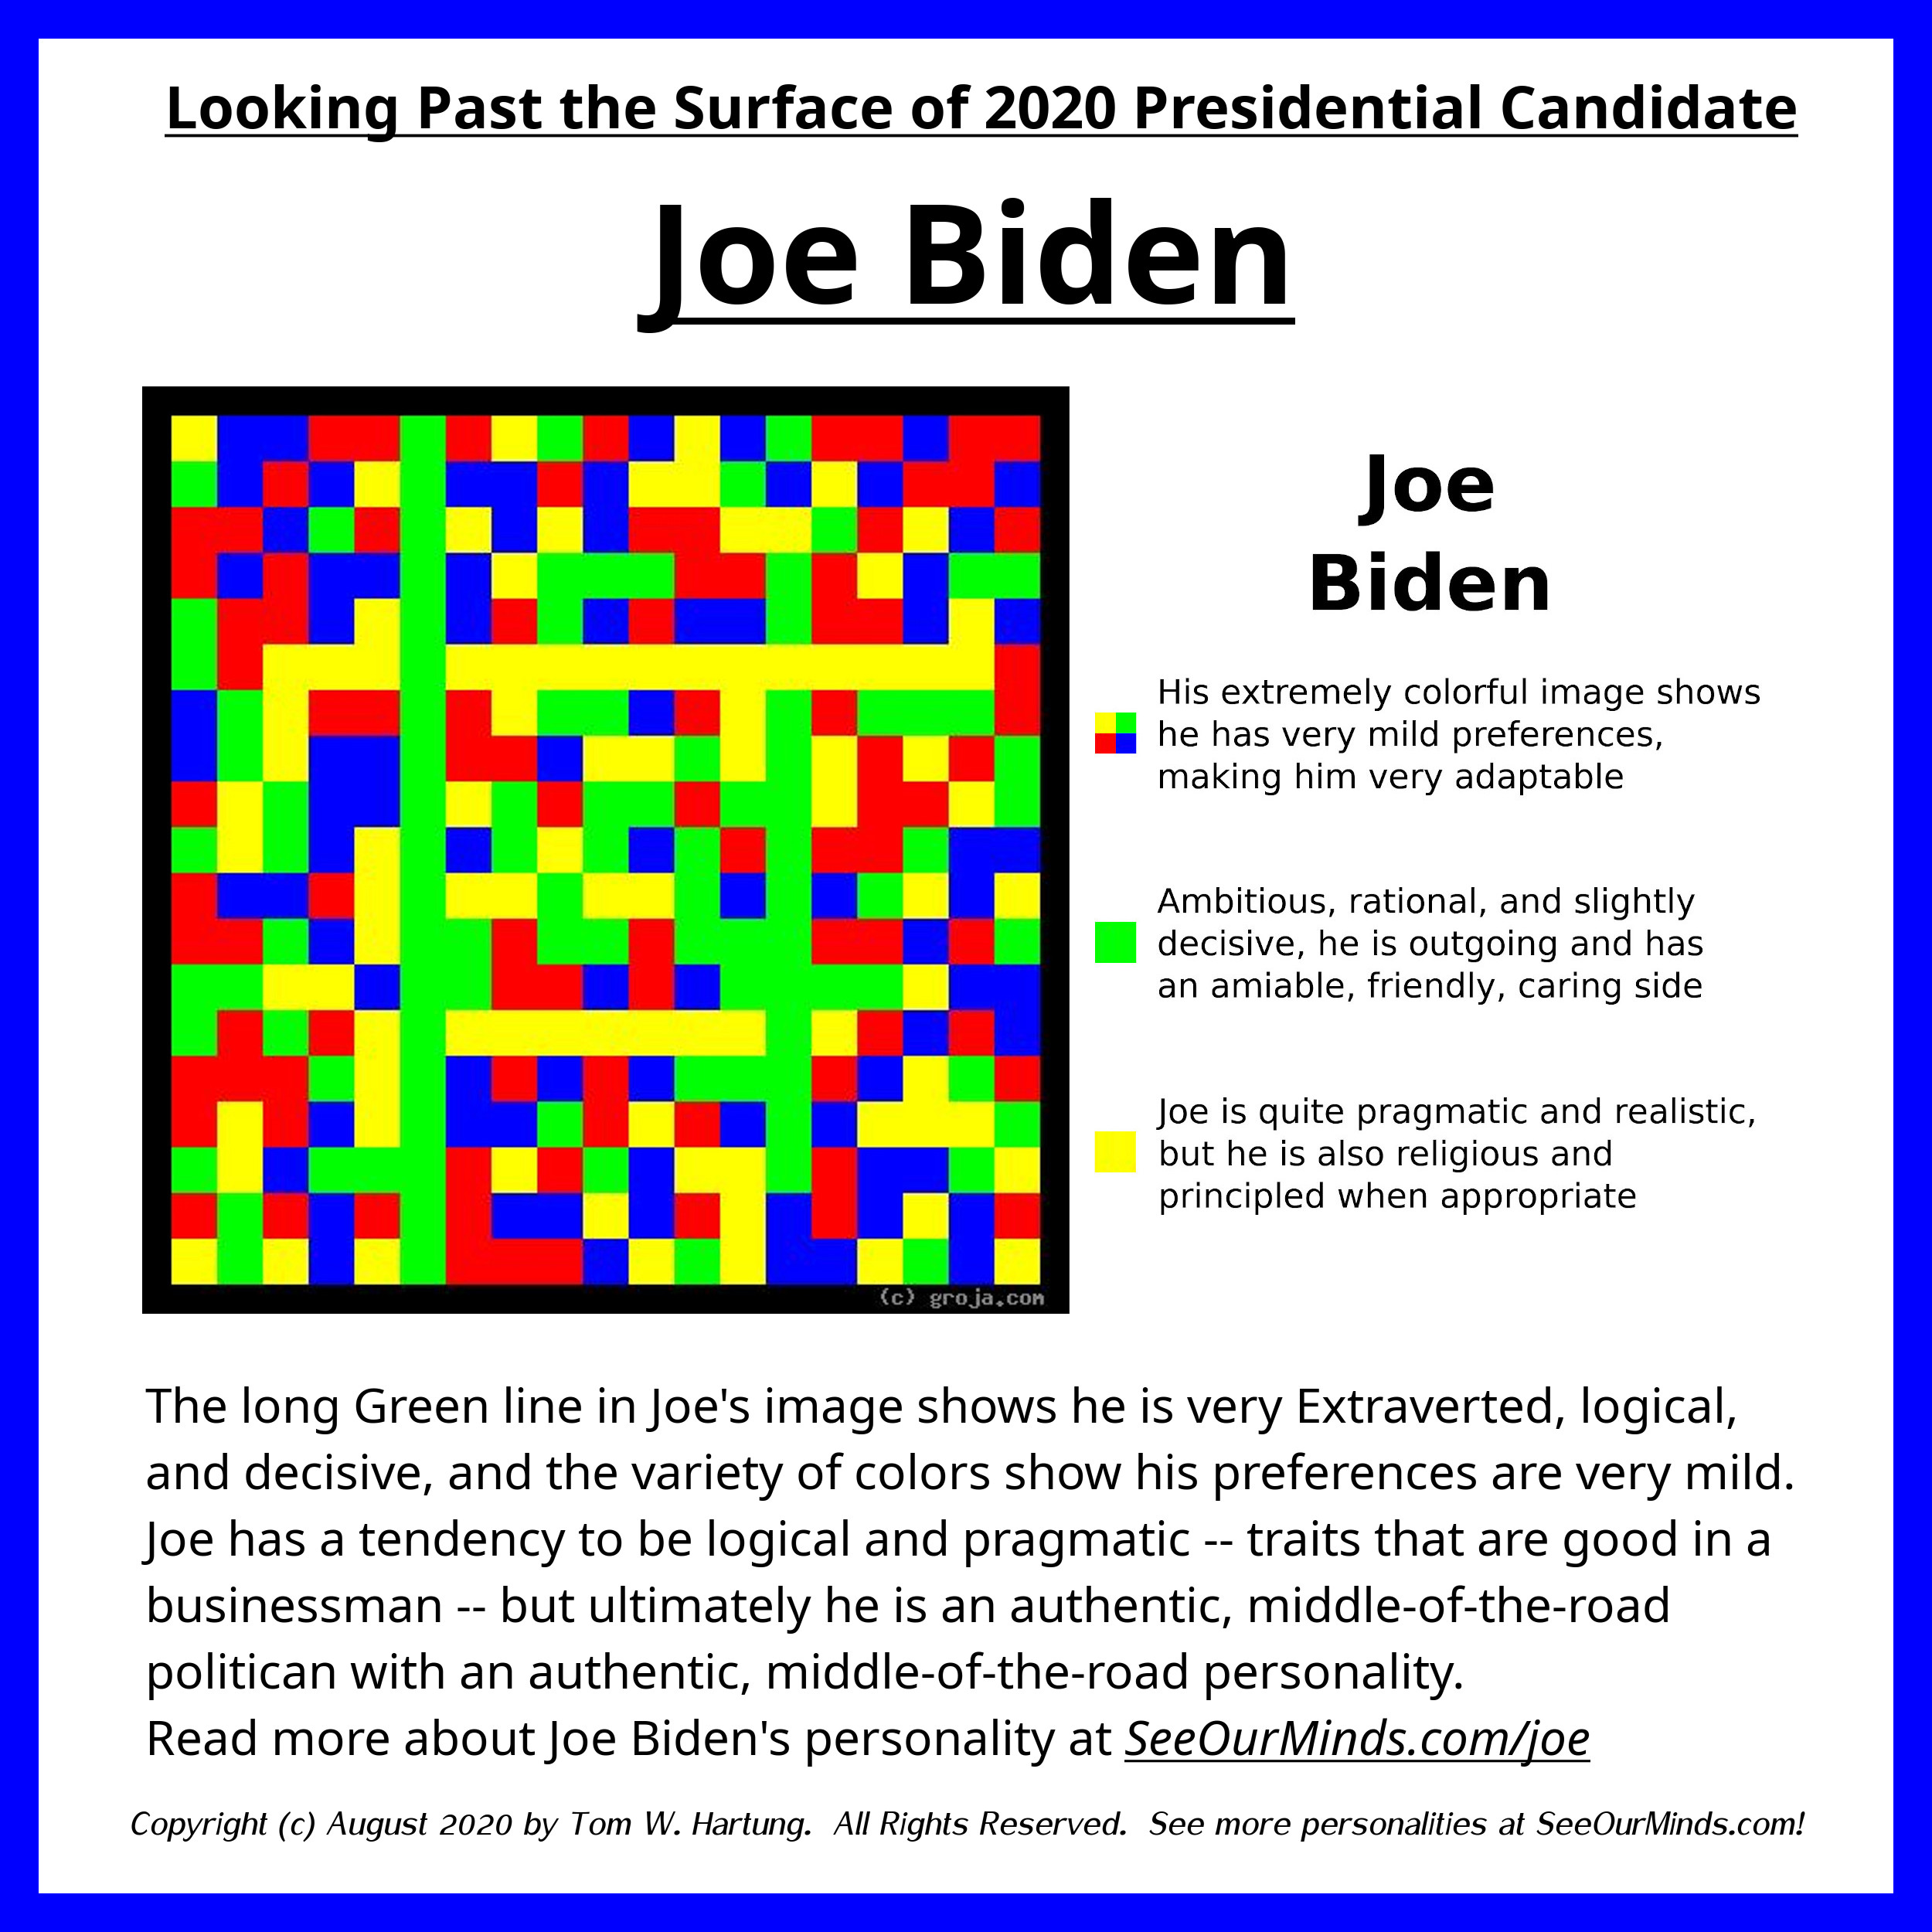 Looking Past the Surface of 2020 Presidential Candidate
Joe Biden
Joe
Biden
His extremely colorful image shows
he has very mild preferences,
making him very adaptable
Ambitious, rational, and slightly
decisive, he is outgoing and has
an amiable, friendly, caring side
Joe is quite pragmatic and realistic,
but he is also religious and
principled when appropriate
(c) groja.com
The long Green line in Joe's image shows he is very Extraverted, logical,
and decisive, and the variety of colors show his preferences are very mild.
Joe has a tendency to be logical and pragmatic -- traits that are good in a
businessman -- but ultimately he is an authentic, middle-of-the-road
politican with an authentic, middle-of-the-road personality.
Read more about Joe Biden's personality at SeeOurMinds.com/joe
Copyright (c) August 2020 by Tom W. Hartung.  All Rights Reserved.  See more personalities at SeeOurMinds.com!